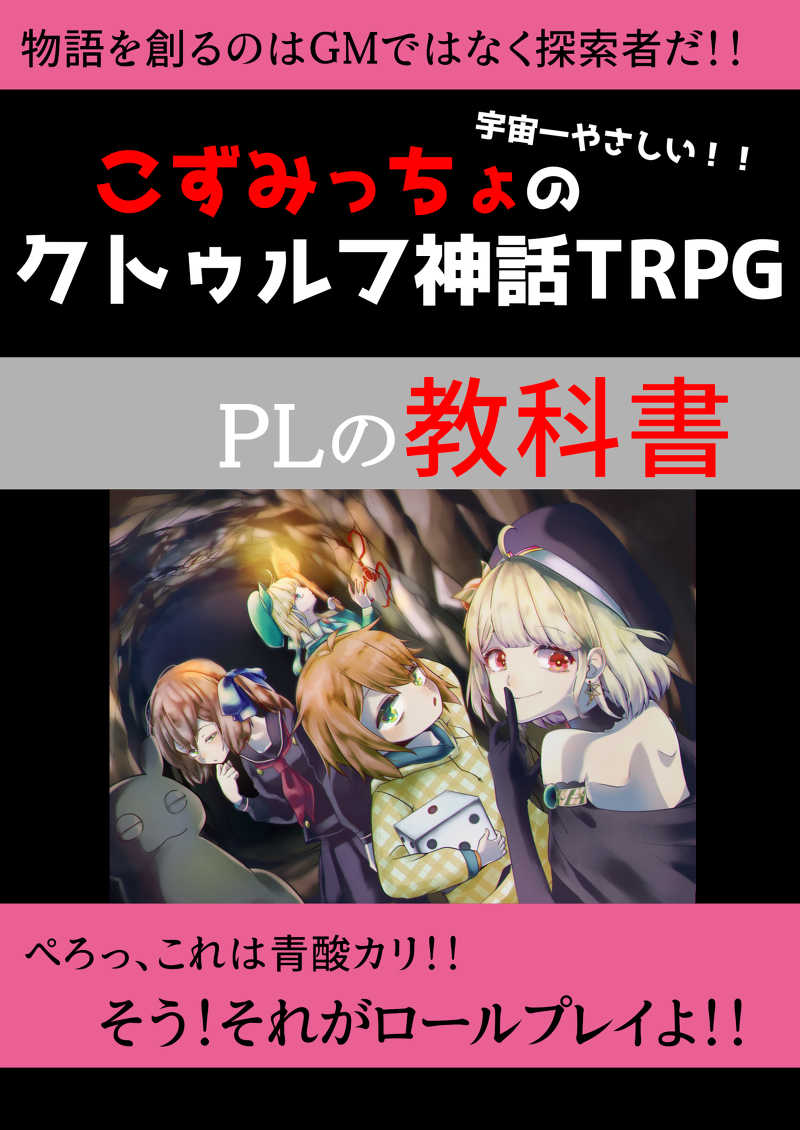 物語を創るのはGMではなく探索者だ!!
宇宙一やさしい!!
こずみっちょの
クトゥルフ神話TRPG
PLの教科書
ぺろっ、これは青酸カリ!!
そう!それがロールプレイよ!!